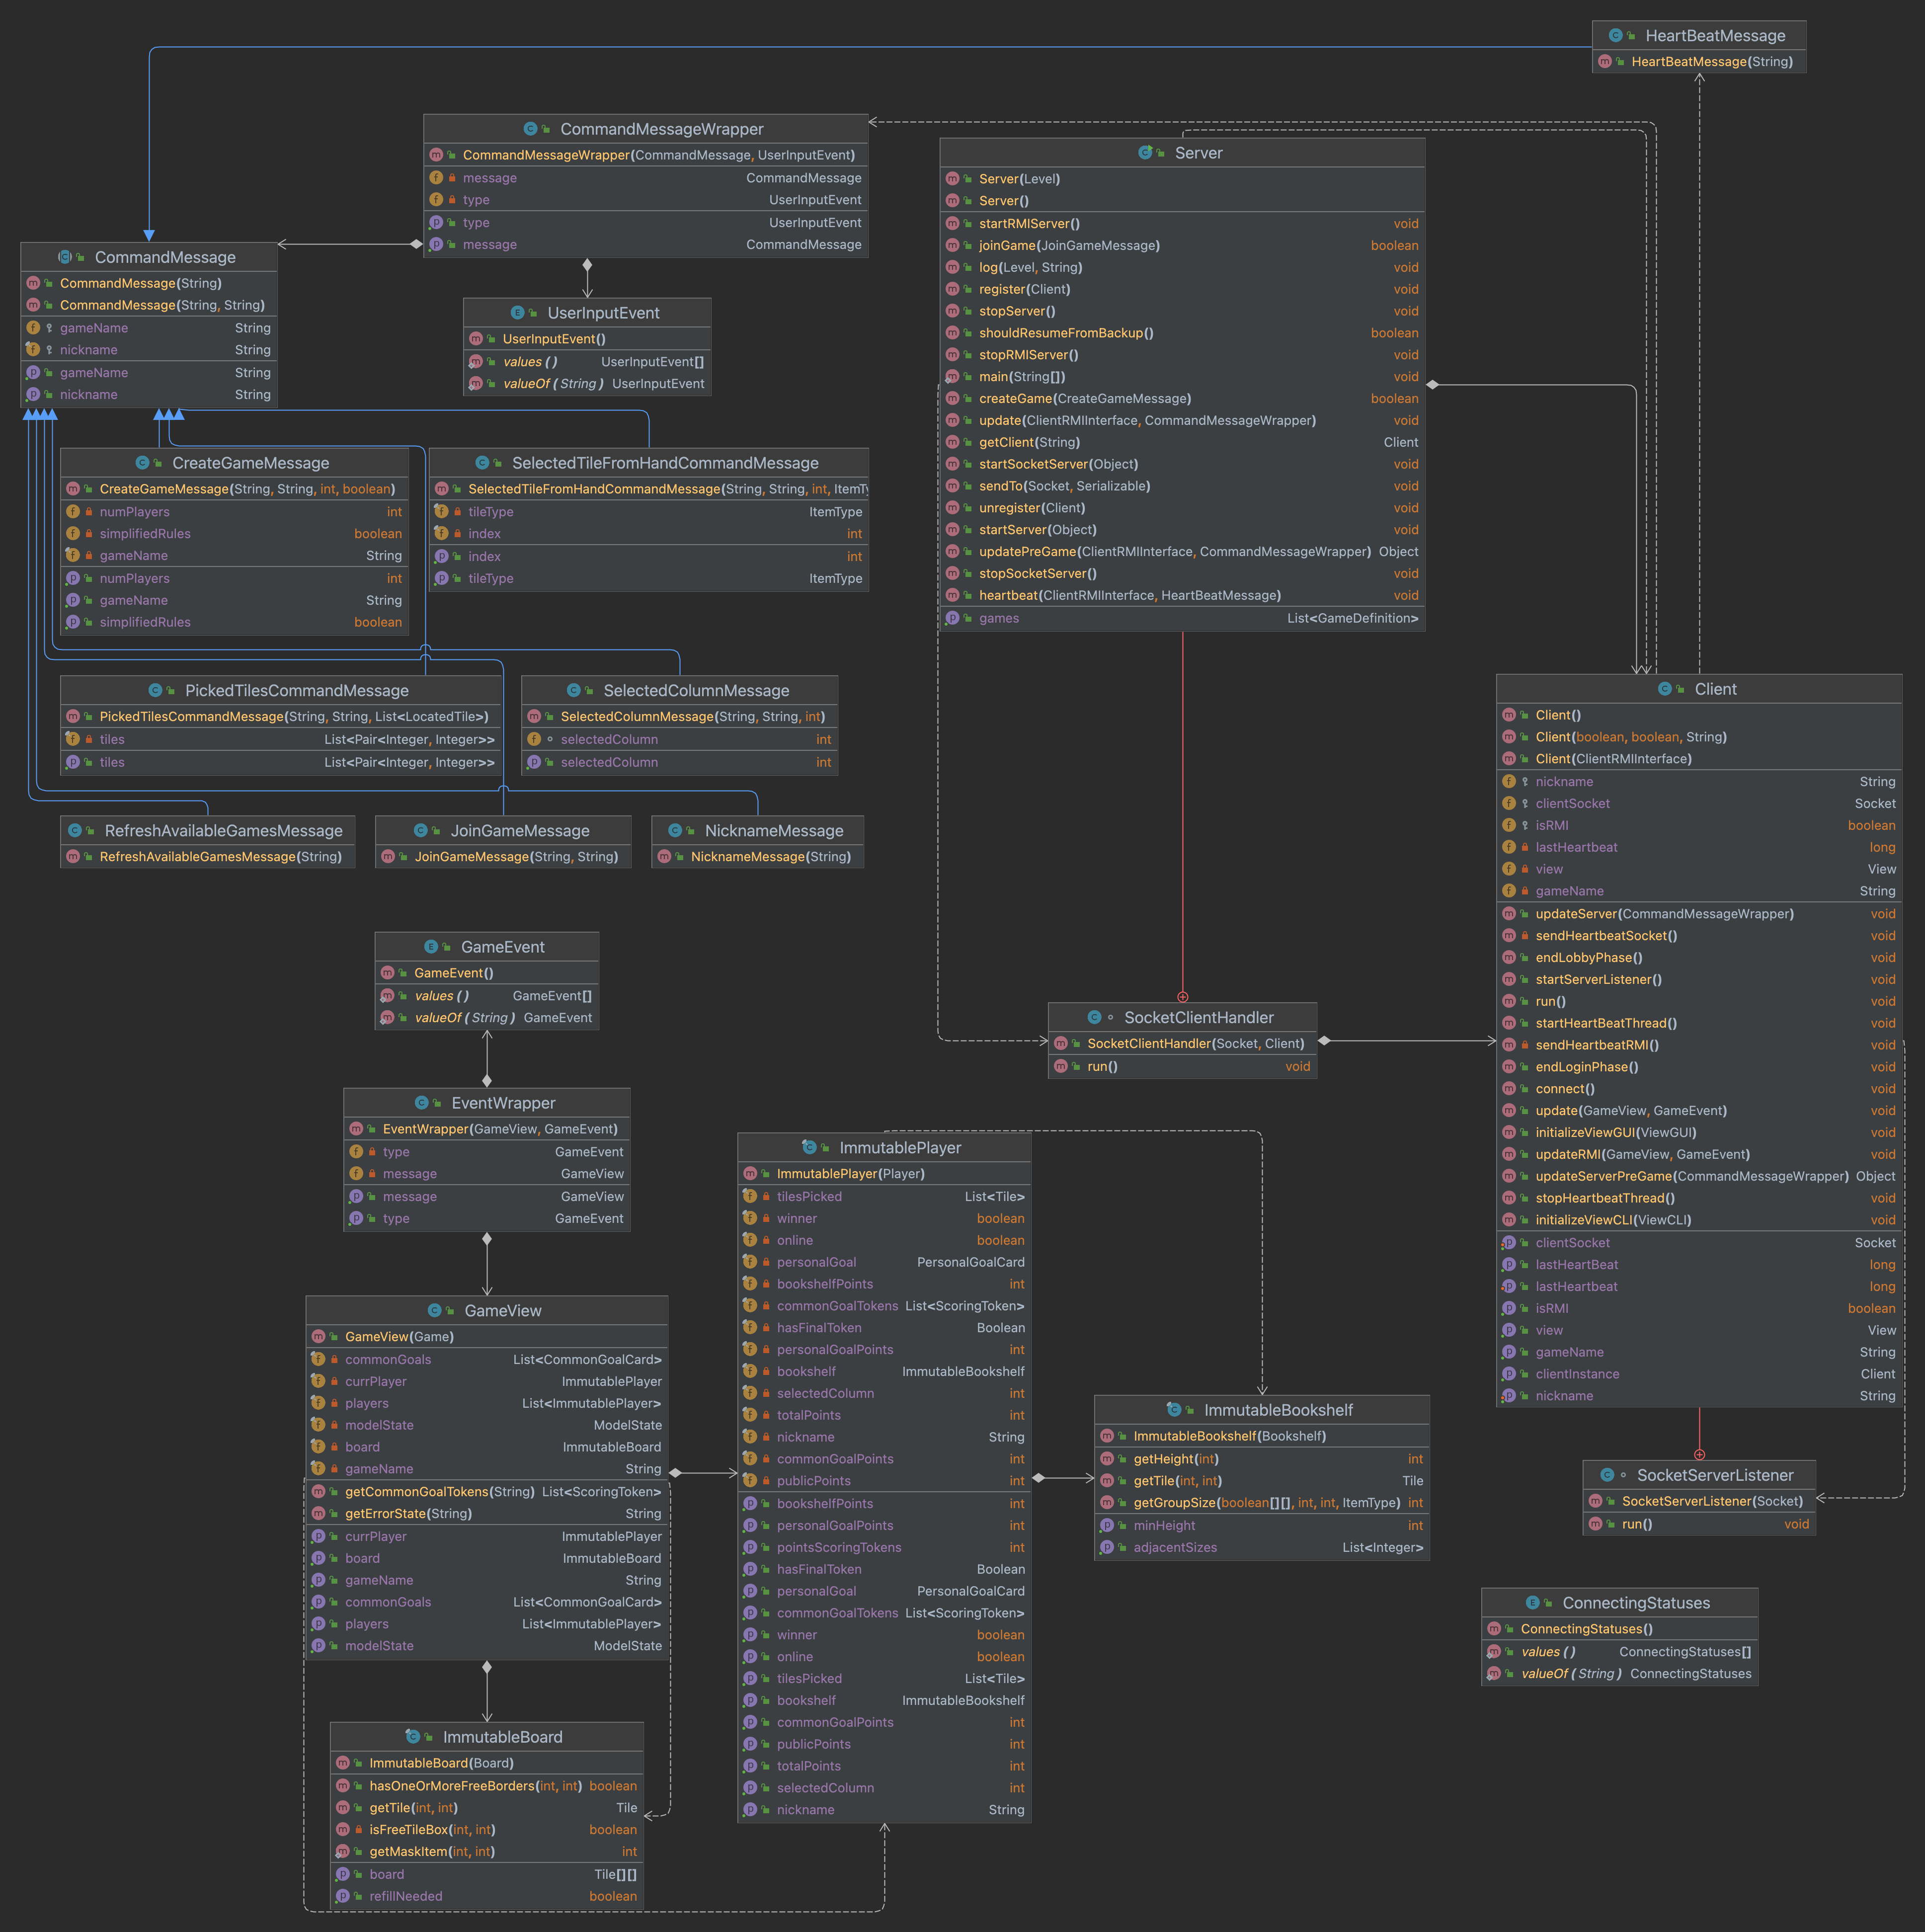 HeartBeatMessage
HeartBeatMessage(String)
CommandMessageWrapper
CommandMessageWrapper(CommandMessage, UserInputEvent)
message CommandMessage
type UserInputEvent
type UserInputEvent
message CommandMessage
Server
Server(Level)
Server()
startRMIServer() void
joinGame(JoinGameMessage) boolean
log(Level, String) void
register(Client) void
stopServer() void
shouldResumeFromBackup() boolean
stopRMIServer() void
main(String[]) void
createGame(CreateGameMessage) boolean
update(ClientRMIInterface, CommandMessageWrapper) void
getClient(String) Client
startSocketServer(Object) void
sendTo(Socket, Serializable) void
unregister(Client) void
startServer(Object) void
updatePreGame(ClientRMIInterface, CommandMessageWrapper) Object
stopSocketServer() void
heartbeat(ClientRMIInterface, HeartBeatMessage) void
games List<GameDefinition>
CommandMessage
CommandMessage(String)
CommandMessage(String, String)
gameName String
nickname String
gameName String
nickname String
UserInputEvent
UserInputEvent()
values() UserInputEvent[]
valueOf(String) UserInputEvent
CreateGameMessage
CreateGameMessage(String, String, int, boolean)
numPlayers int
simplifiedRules boolean
gameName String
numPlayers int
gameName String
simplifiedRules boolean
SelectedTileFromHandCommandMessage
SelectedTileFromHandCommandMessage(String, String, int, ItemTy
tileType ItemType
index int
index int
tileType ItemType
PickedTilesCommandMessage
PickedTilesCommandMessage(String, String, List<LocatedTile>)
tiles List<Pair<Integer, Integer>>
tiles List<Pair<Integer, Integer>>
SelectedColumnMessage
SelectedColumnMessage(String, String, int)
selectedColumn int
selectedColumn int
RefreshAvailableGamesMessage
RefreshAvailableGamesMessage(String)
JoinGameMessage
JoinGameMessage(String, String)
NicknameMessage
NicknameMessage(String)
Client
Client()
Client(boolean, boolean, String)
Client(ClientRMIInterface)
nickname String
clientSocket Socket
isRMI boolean
lastHeartbeat long
view View
gameName String
updateServer(CommandMessageWrapper) void
sendHeartbeatSocket() void
endLobbyPhase() void
startServerListener() void
run() void
startHeartBeatThread() void
sendHeartbeatRMI() void
endLoginPhase() void
connect() void
update(GameView, GameEvent) void
initializeViewGUI(ViewGUI) void
updateRMI(GameView, GameEvent) void
updateServerPreGame(CommandMessageWrapper) Object
stopHeartbeatThread() void
initializeViewCLI(ViewCLI) void
clientSocket Socket
lastHeartBeat long
lastHeartbeat long
isRMI boolean
view View
gameName String
clientInstance Client
nickname String
GameEvent
GameEvent()
values() GameEvent[]
valueOf(String) GameEvent
SocketClientHandler
SocketClientHandler(Socket, Client)
run() void
EventWrapper
EventWrapper(GameView, GameEvent)
type GameEvent
message GameView
message GameView
type GameEvent
ImmutablePlayer
ImmutablePlayer(Player)
tilesPicked List<Tile>
winner boolean
online boolean
personalGoal PersonalGoalCard
bookshelfPoints int
commonGoalTokens List<ScoringToken>
hasFinalToken Boolean
personalGoalPoints int
bookshelf ImmutableBookshelf
selectedColumn int
totalPoints int
nickname String
commonGoalPoints int
publicPoints int
bookshelfPoints int
personalGoalPoints int
pointsScoringTokens int
hasFinalToken Boolean
personalGoal PersonalGoalCard
commonGoalTokens List<ScoringToken>
winner boolean
online boolean
tilesPicked List<Tile>
bookshelf ImmutableBookshelf
commonGoalPoints int
publicPoints int
totalPoints int
selectedColumn int
nickname String
GameView
GameView(Game)
commonGoals List<CommonGoalCard>
currPlayer ImmutablePlayer
players List<ImmutablePlayer>
modelState ModelState
board ImmutableBoard
gameName String
getCommonGoalTokens(String) List<ScoringToken>
getErrorState(String) String
currPlayer ImmutablePlayer
board ImmutableBoard
gameName String
commonGoals List<CommonGoalCard>
players List<ImmutablePlayer>
modelState ModelState
ImmutableBookshelf
ImmutableBookshelf(Bookshelf)
getHeight(int) int
getTile(int, int) Tile
getGroupSize(boolean[][], int, int, ItemType) int
minHeight int
adjacentSizes List<Integer>
SocketServerListener
SocketServerListener(Socket)
run() void
ConnectingStatuses
ConnectingStatuses()
values() ConnectingStatuses[]
valueOf(String) ConnectingStatuses
ImmutableBoard
ImmutableBoard(Board)
hasOneOrMoreFreeBorders(int, int) boolean
getTile(int, int) Tile
isFreeTileBox(int, int) boolean
getMaskItem(int, int) int
board Tile[][]
refillNeeded boolean